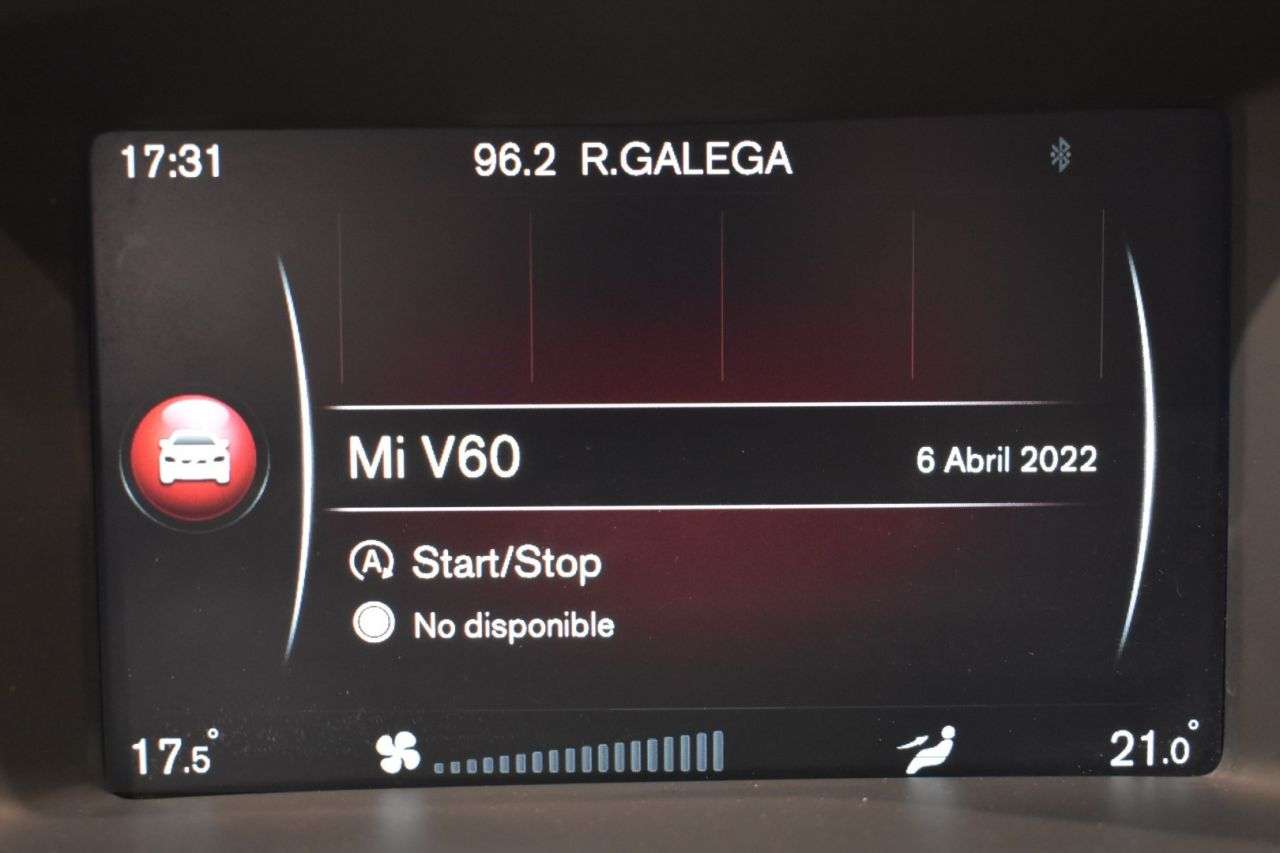 17:31 96.2 R.GALEGA
Mi V60 6 Abril 2022
A Start/Stop
No disponible
17.5° 21.0°